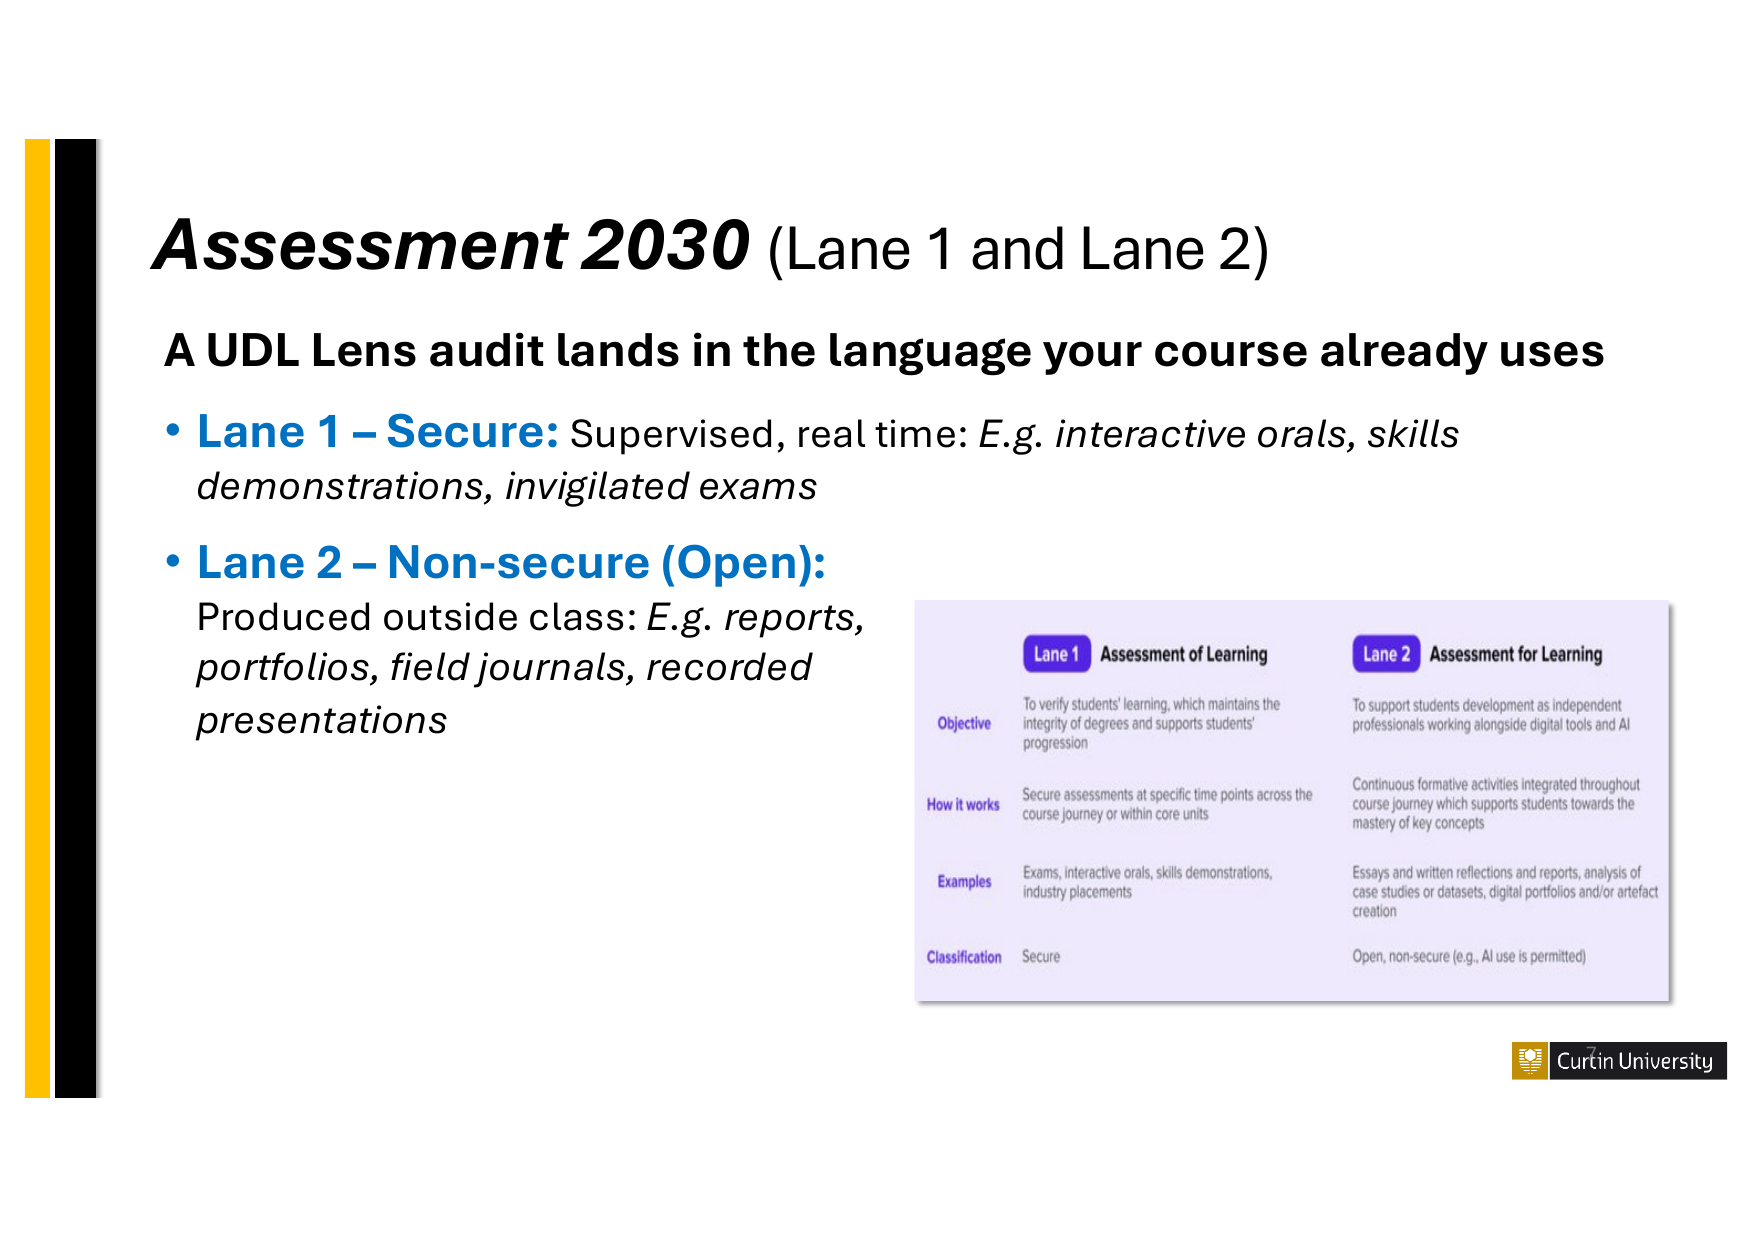 Assessment 2030 (Lane 1 and Lane 2)
A UDL Lens audit lands in the language your course already uses
• Lane 1 – Secure: Supervised, real time: E.g. interactive orals, skills
demonstrations, invigilated exams
• Lane 2 – Non-secure (Open):
Produced outside class: E.g. reports,
portfolios, field journals, recorded
presentations
Lane 1 Assessment of Learning
Lane 2 Assessment for Learning
Objective
To verify students' learning, which maintains the
integrity of degrees and supports students'
progression
To support students development as independent
professionals working alongside digital tools and AI
How it works
Secure assessments at specific time points across the
course journey or within core units
Continuous formative activities integrated throughout
course journey which supports students towards the
mastery of key concepts
Examples
Exams, interactive orals, skills demonstrations,
industry placements
Essays and written reflections and reports, analysis of
case studies or datasets, digital portfolios and/or artefact
creation
Classification
Secure
Open, non-secure (e.g., AI use is permitted)
7
Curtin University